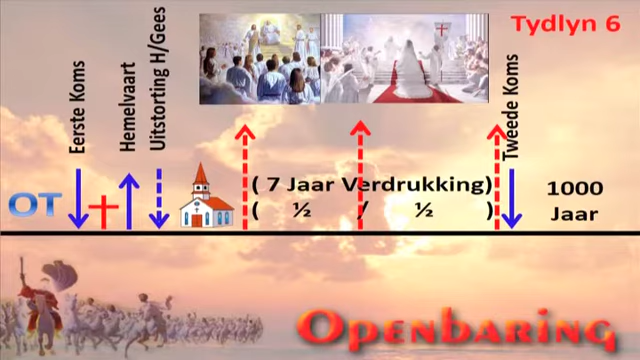 Tydlyn 6
Eerste Koms
Hemelvaart
Uitstorting H/Gees
Tweede Koms
OT
( 7 Jaar Verdrukking)
( ½ / ½ )
1000
Jaar
Openbaring